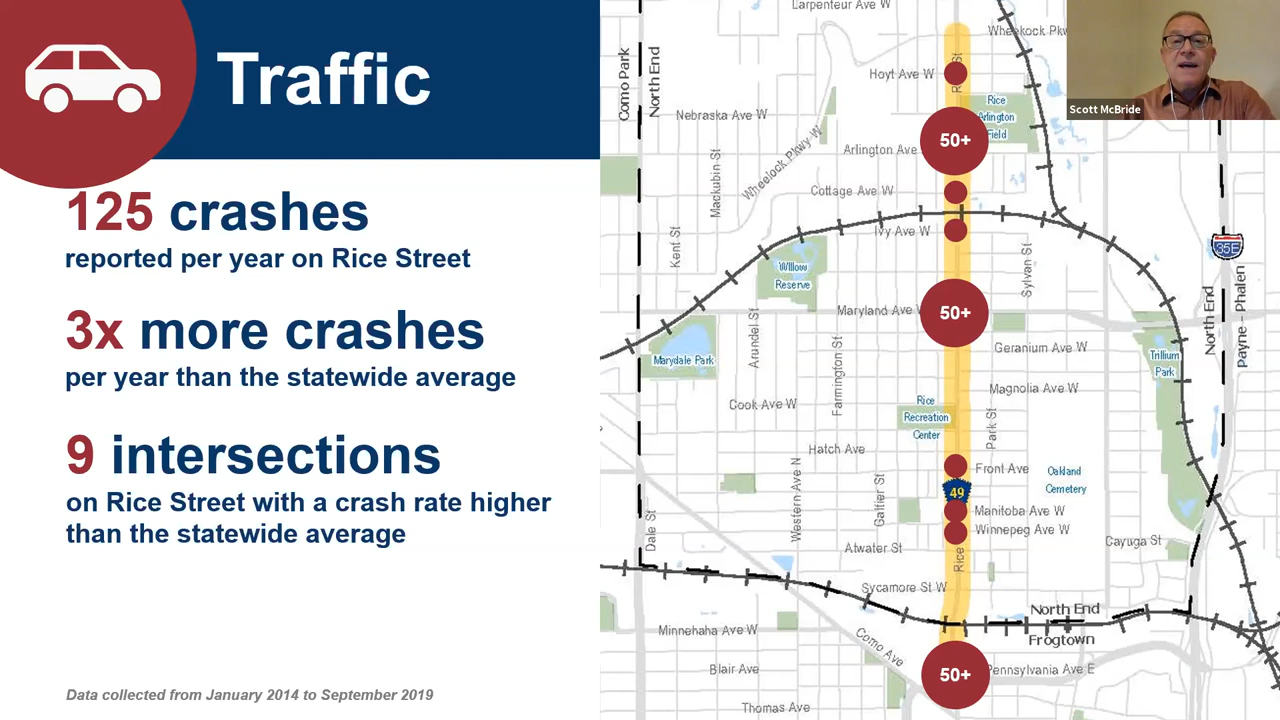 Traffic
125 crashes
reported per year on Rice Street
3x more crashes
per year than the statewide average
9 intersections
on Rice Street with a crash rate higher
than the statewide average
Data collected from January 2014 to September 2019
Larpenteur Ave W
Como Park
North End
Hoyt Ave W
Nebraska Ave W
Wheelock Pkwy W
Mackubin St
Arlington Ave
50+
Rice
Arlington
Field
Cottage Ave W
Kent St
Ivy Ave W
Sylvan St
Willow
Reserve
Maryland Ave
50+
Arundel St
Farmington St
Geranium Ave W
Marydale Park
Trillium
Park
Magnolia Ave W
Cook Ave W
Rice
Recreation
Center
Park St
Hatch Ave
Front Ave
Oakland
Cemetery
49
Western Ave N
Galtier St
Manitoba Ave W
Winnepeg Ave W
Dale St
Atwater St
Rice
Cayuga St
Sycamore St W
North End
Frogtown
Minnehaha Ave W
Como Ave
Blair Ave W
50+
Pennsylvania Ave E
Thomas Ave W
35E
North End
Payne - Phalen
Scott McBride